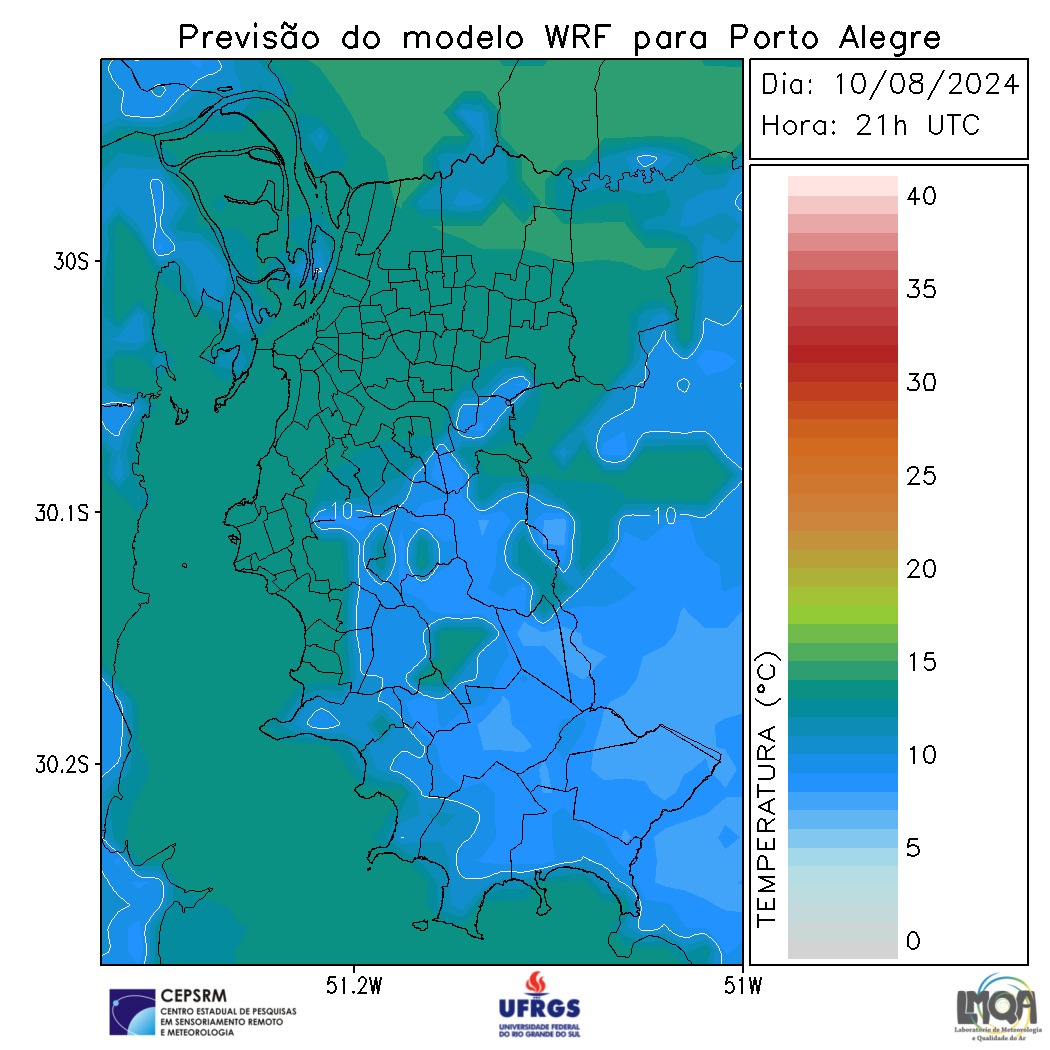 Previsão do modelo WRF para Porto Alegre
Dia: 10/08/2024
Hora: 21h UTC
30S
30.1S
30.2S
51.2W
51W
10
10
TEMPERATURA (°C)
40
35
30
25
20
15
10
5
0
CEPSRM
CENTRO ESTADUAL DE PESQUISAS
EM SENSORIAMENTO REMOTO
E METEOROLOGIA
UFRGS
UNIVERSIDADE FEDERAL
DO RIO GRANDE DO SUL
LMQA
Laboratório de Meteorologia
e Qualidade do Ar